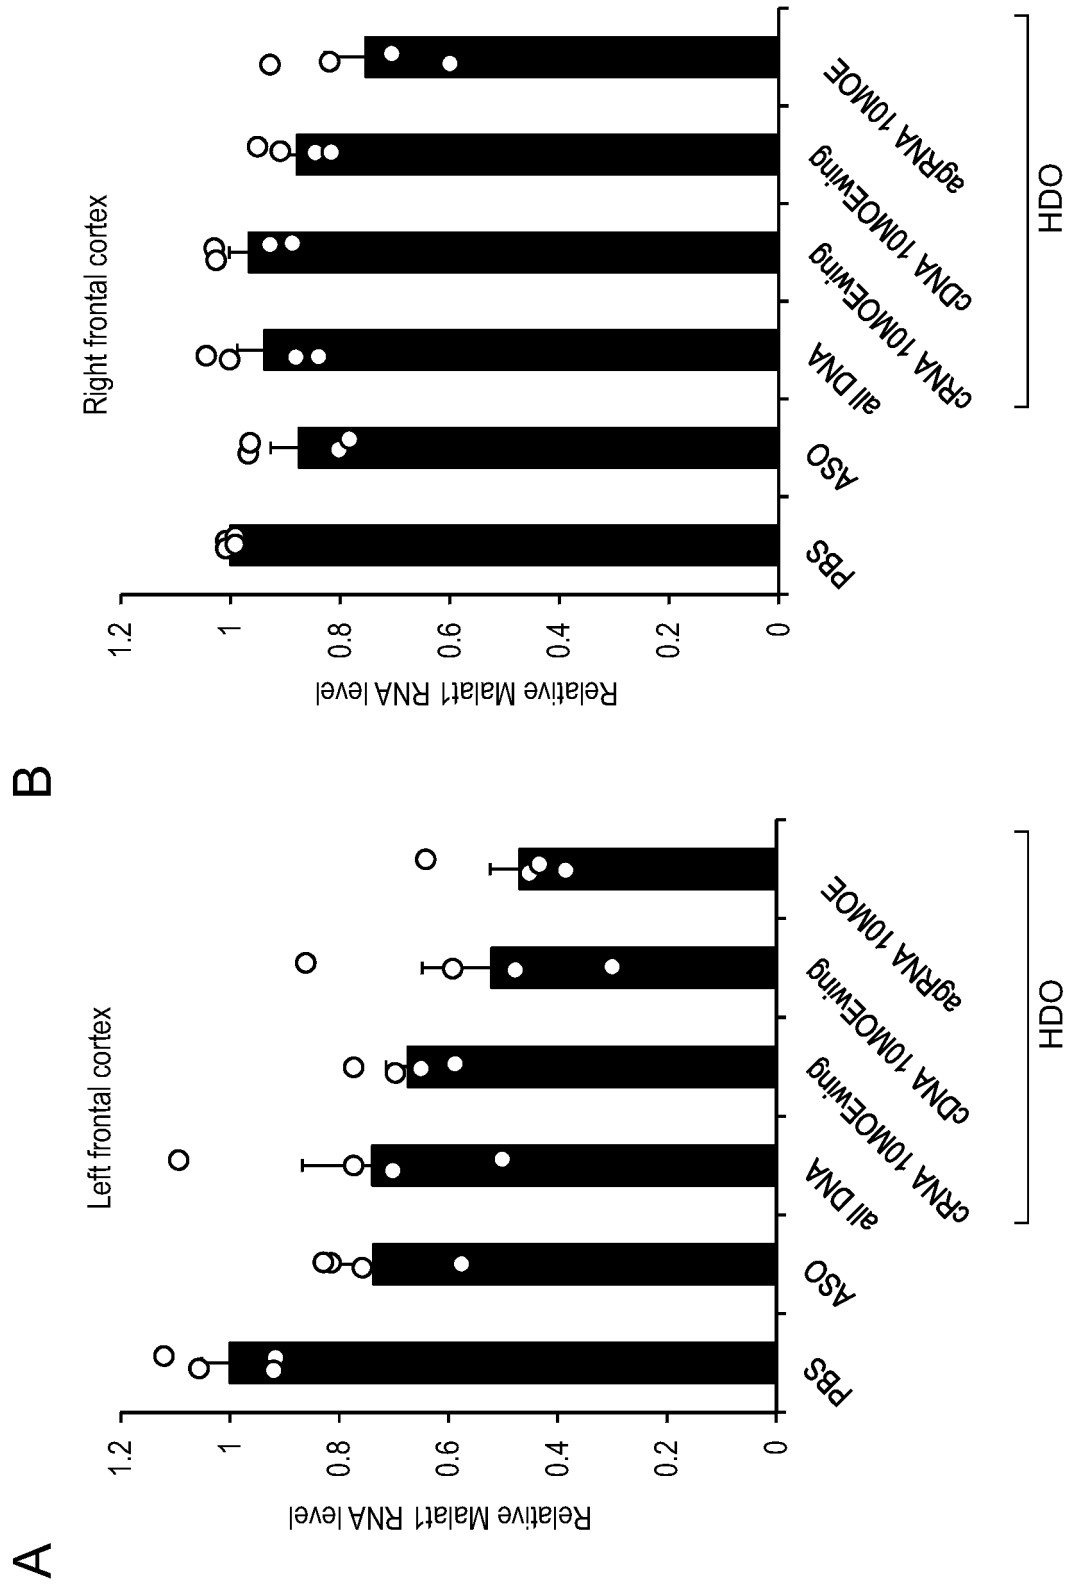 A
Left frontal cortex
Relative Malat1 RNA level
1.2
1
0.8
0.6
0.4
0.2
0
PBS
ASO
all DNA
cRNA 10MOEwing
cDNA 10MOEwing
agRNA 10MOE
HDO
B
Right frontal cortex
Relative Malat1 RNA level
1.2
1
0.8
0.6
0.4
0.2
0
PBS
ASO
all DNA
cRNA 10MOEwing
cDNA 10MOEwing
agRNA 10MOE
HDO